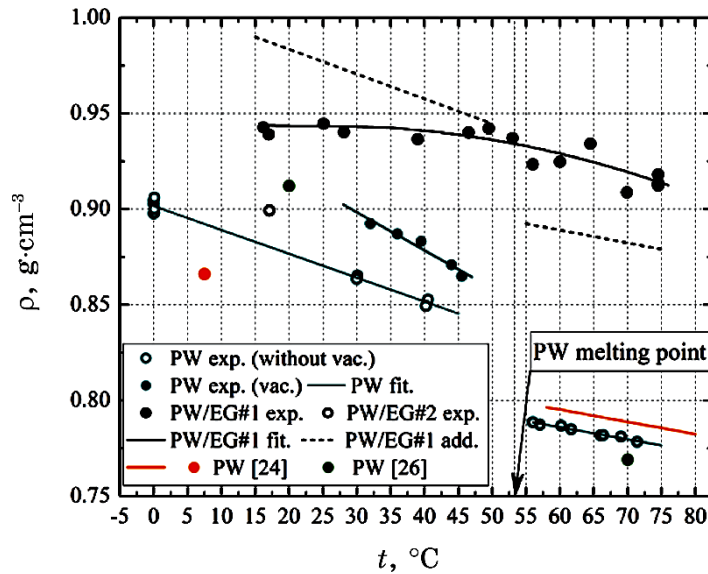 1.00
0.95
0.90
0.85
0.80
0.75
ρ, g·cm⁻³
PW exp. (without vac.)
PW exp. (vac.) PW fit.
PW/EG#1 exp. PW/EG#2 exp.
PW/EG#1 fit. PW/EG#1 add.
PW [24] PW [26]
PW melting point
-5 0 5 10 15 20 25 30 35 40 45 50 55 60 65 70 75 80
t, °C